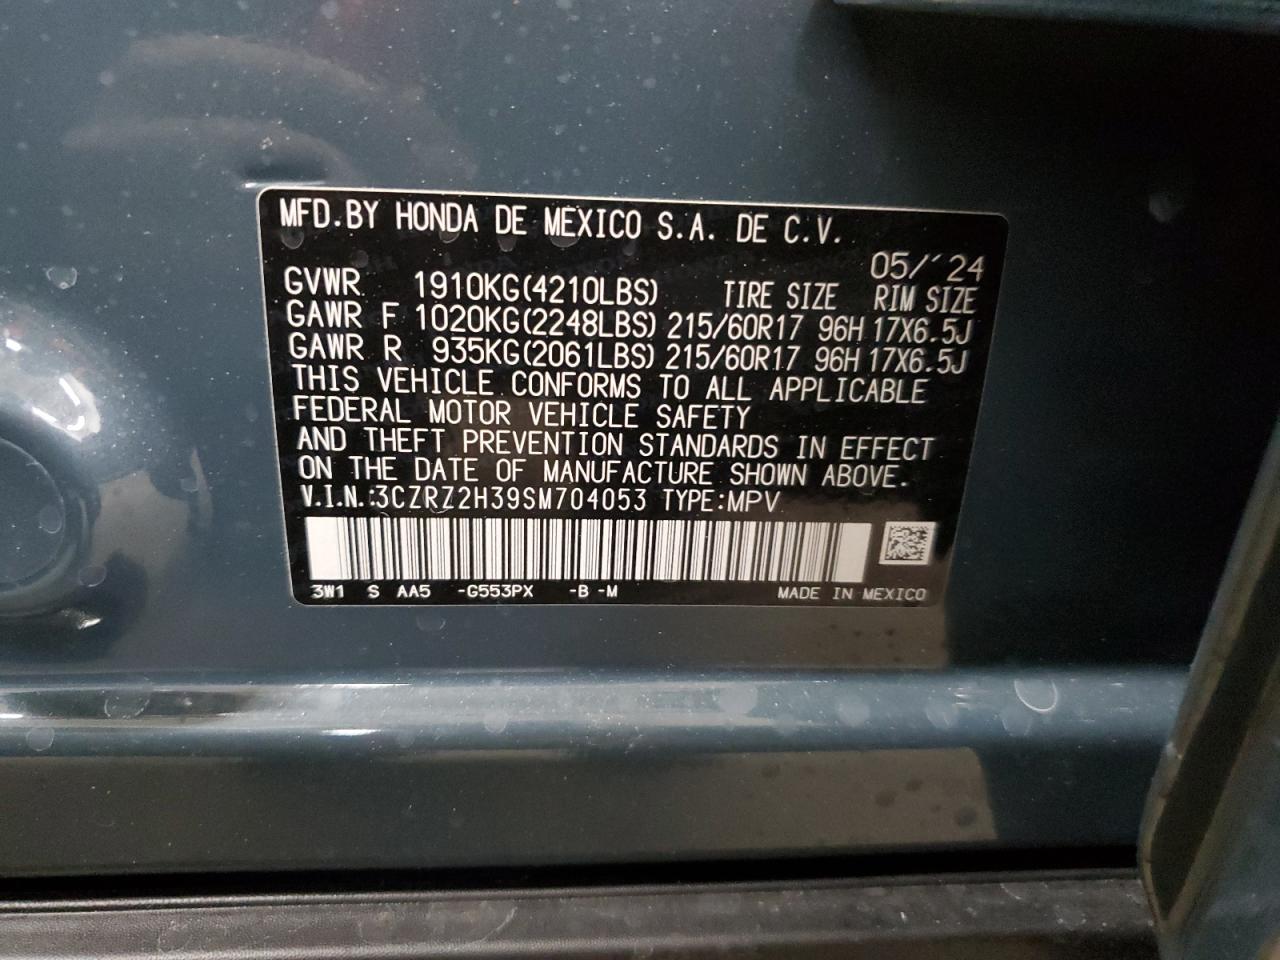 MFD.BY HONDA DE MEXICO S.A. DE C.V.
05/'24
GVWR 1910KG(4210LBS) TIRE SIZE RIM SIZE
GAWR F 1020KG(2248LBS) 215/60R17 96H 17X6.5J
GAWR R 935KG(2061LBS) 215/60R17 96H 17X6.5J
THIS VEHICLE CONFORMS TO ALL APPLICABLE
FEDERAL MOTOR VEHICLE SAFETY
AND THEFT PREVENTION STANDARDS IN EFFECT
ON THE DATE OF MANUFACTURE SHOWN ABOVE.
V.I.N.:3CZRZ2H39SM704053 TYPE:MPV
3W1 S AA5 -G553PX -B -M MADE IN MEXICO